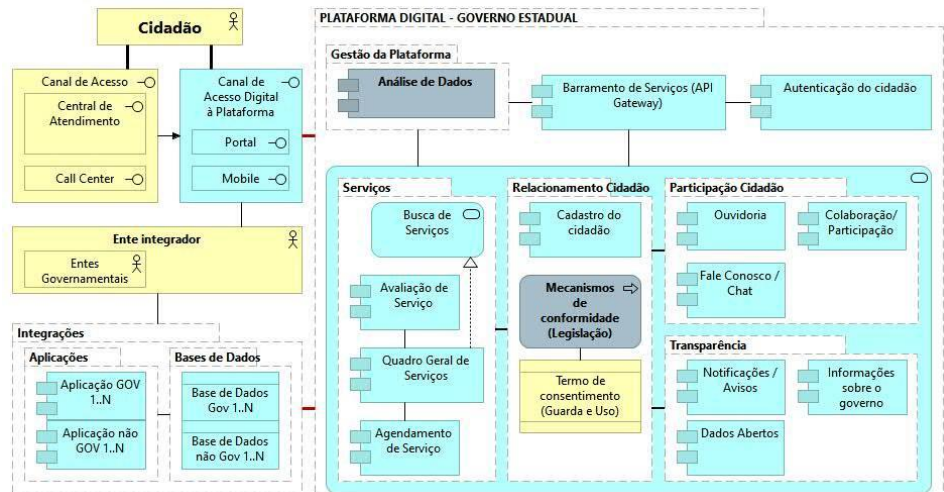 Cidadão
Canal de Acesso
Central de
Atendimento
Call Center
Canal de
Acesso Digital
à Plataforma
Portal
Mobile
Ente integrador
Entes
Governamentais
Integrações
Aplicações
Aplicação GOV
1..N
Aplicação não
GOV 1..N
Bases de Dados
Base de Dados
Gov 1..N
Base de Dados
não Gov 1..N
PLATAFORMA DIGITAL - GOVERNO ESTADUAL
Gestão da Plataforma
Análise de Dados
Barramento de Serviços (API
Gateway)
Autenticação do cidadão
Serviços
Busca de
Serviços
Avaliação de
Serviço
Quadro Geral de
Serviços
Agendamento
de Serviço
Relacionamento Cidadão
Cadastro do
cidadão
Mecanismos
de
conformidade
(Legislação)
Termo de
consentimento
(Guarda e Uso)
Participação Cidadão
Ouvidoria
Colaboração/
Participação
Fale Conosco /
Chat
Transparência
Notificações /
Avisos
Informações
sobre o
governo
Dados Abertos